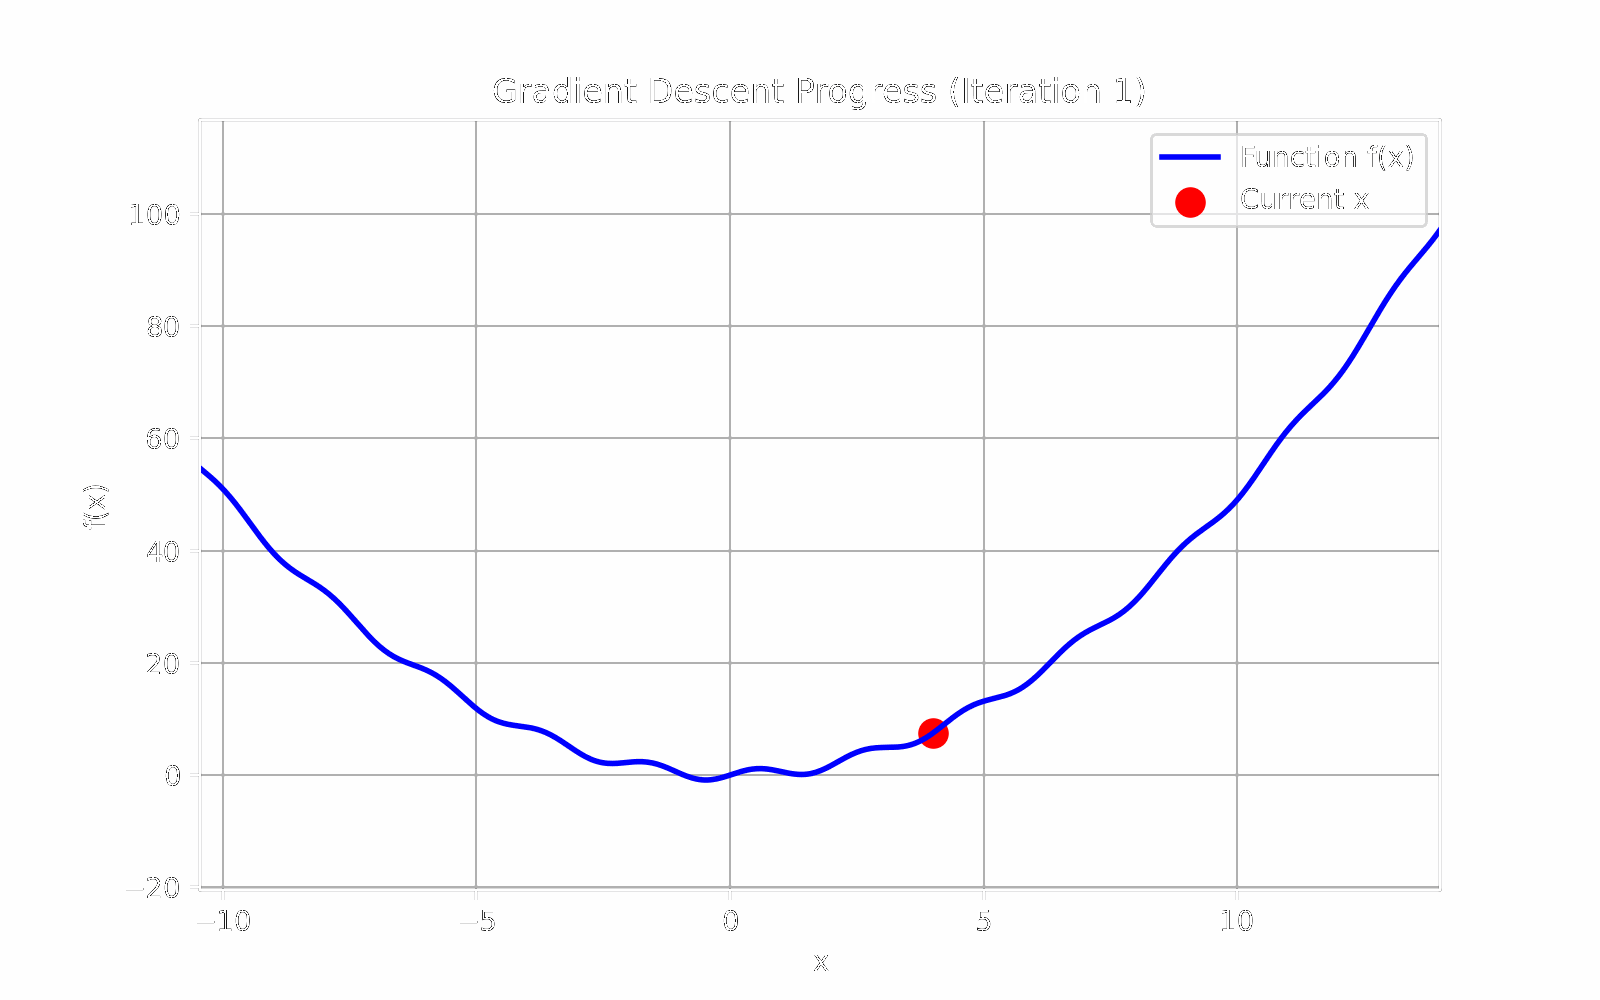 Gradient Descent Progress (Iteration 1)
Function f(x)
Current x
100
80
60
40
20
0
−20
f(x)
−10
−5
0
5
10
x